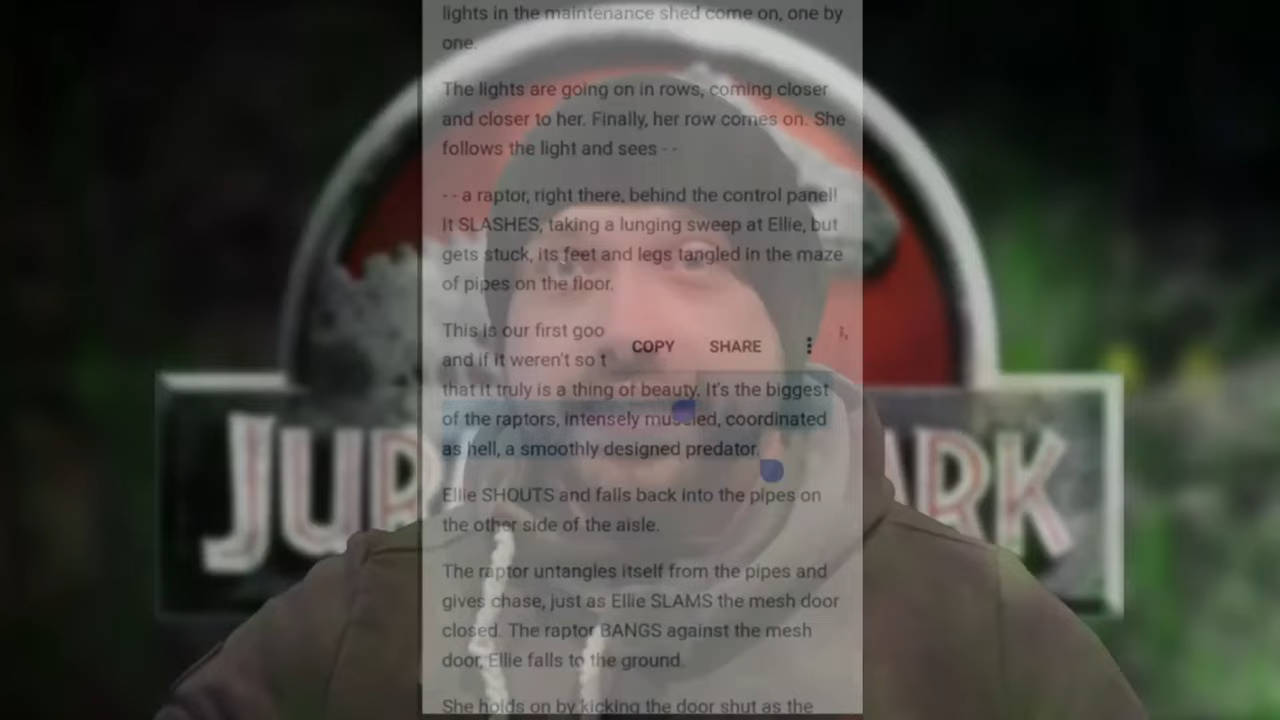 lights in the maintenance shed come on, one by
one.
The lights are going on in rows, coming closer
and closer to her. Finally, her row comes on. She
follows the light and sees - -
- - a raptor, right there, behind the control panel!
It SLASHES, taking a lunging sweep at Ellie, but
gets stuck, its feet and legs tangled in the maze
of pipes on the floor.
This is our first goo
COPY SHARE
and if it weren't so t
that it truly is a thing of beauty. It's the biggest
of the raptors, intensely muscled, coordinated
as hell, a smoothly designed predator.
Ellie SHOUTS and falls back into the pipes on
the other side of the aisle.
The raptor untangles itself from the pipes and
gives chase, just as Ellie SLAMS the mesh door
closed. The raptor BANGS against the mesh
door, Ellie falls to the ground.
She holds on by kicking the door shut as the
JUR ARK